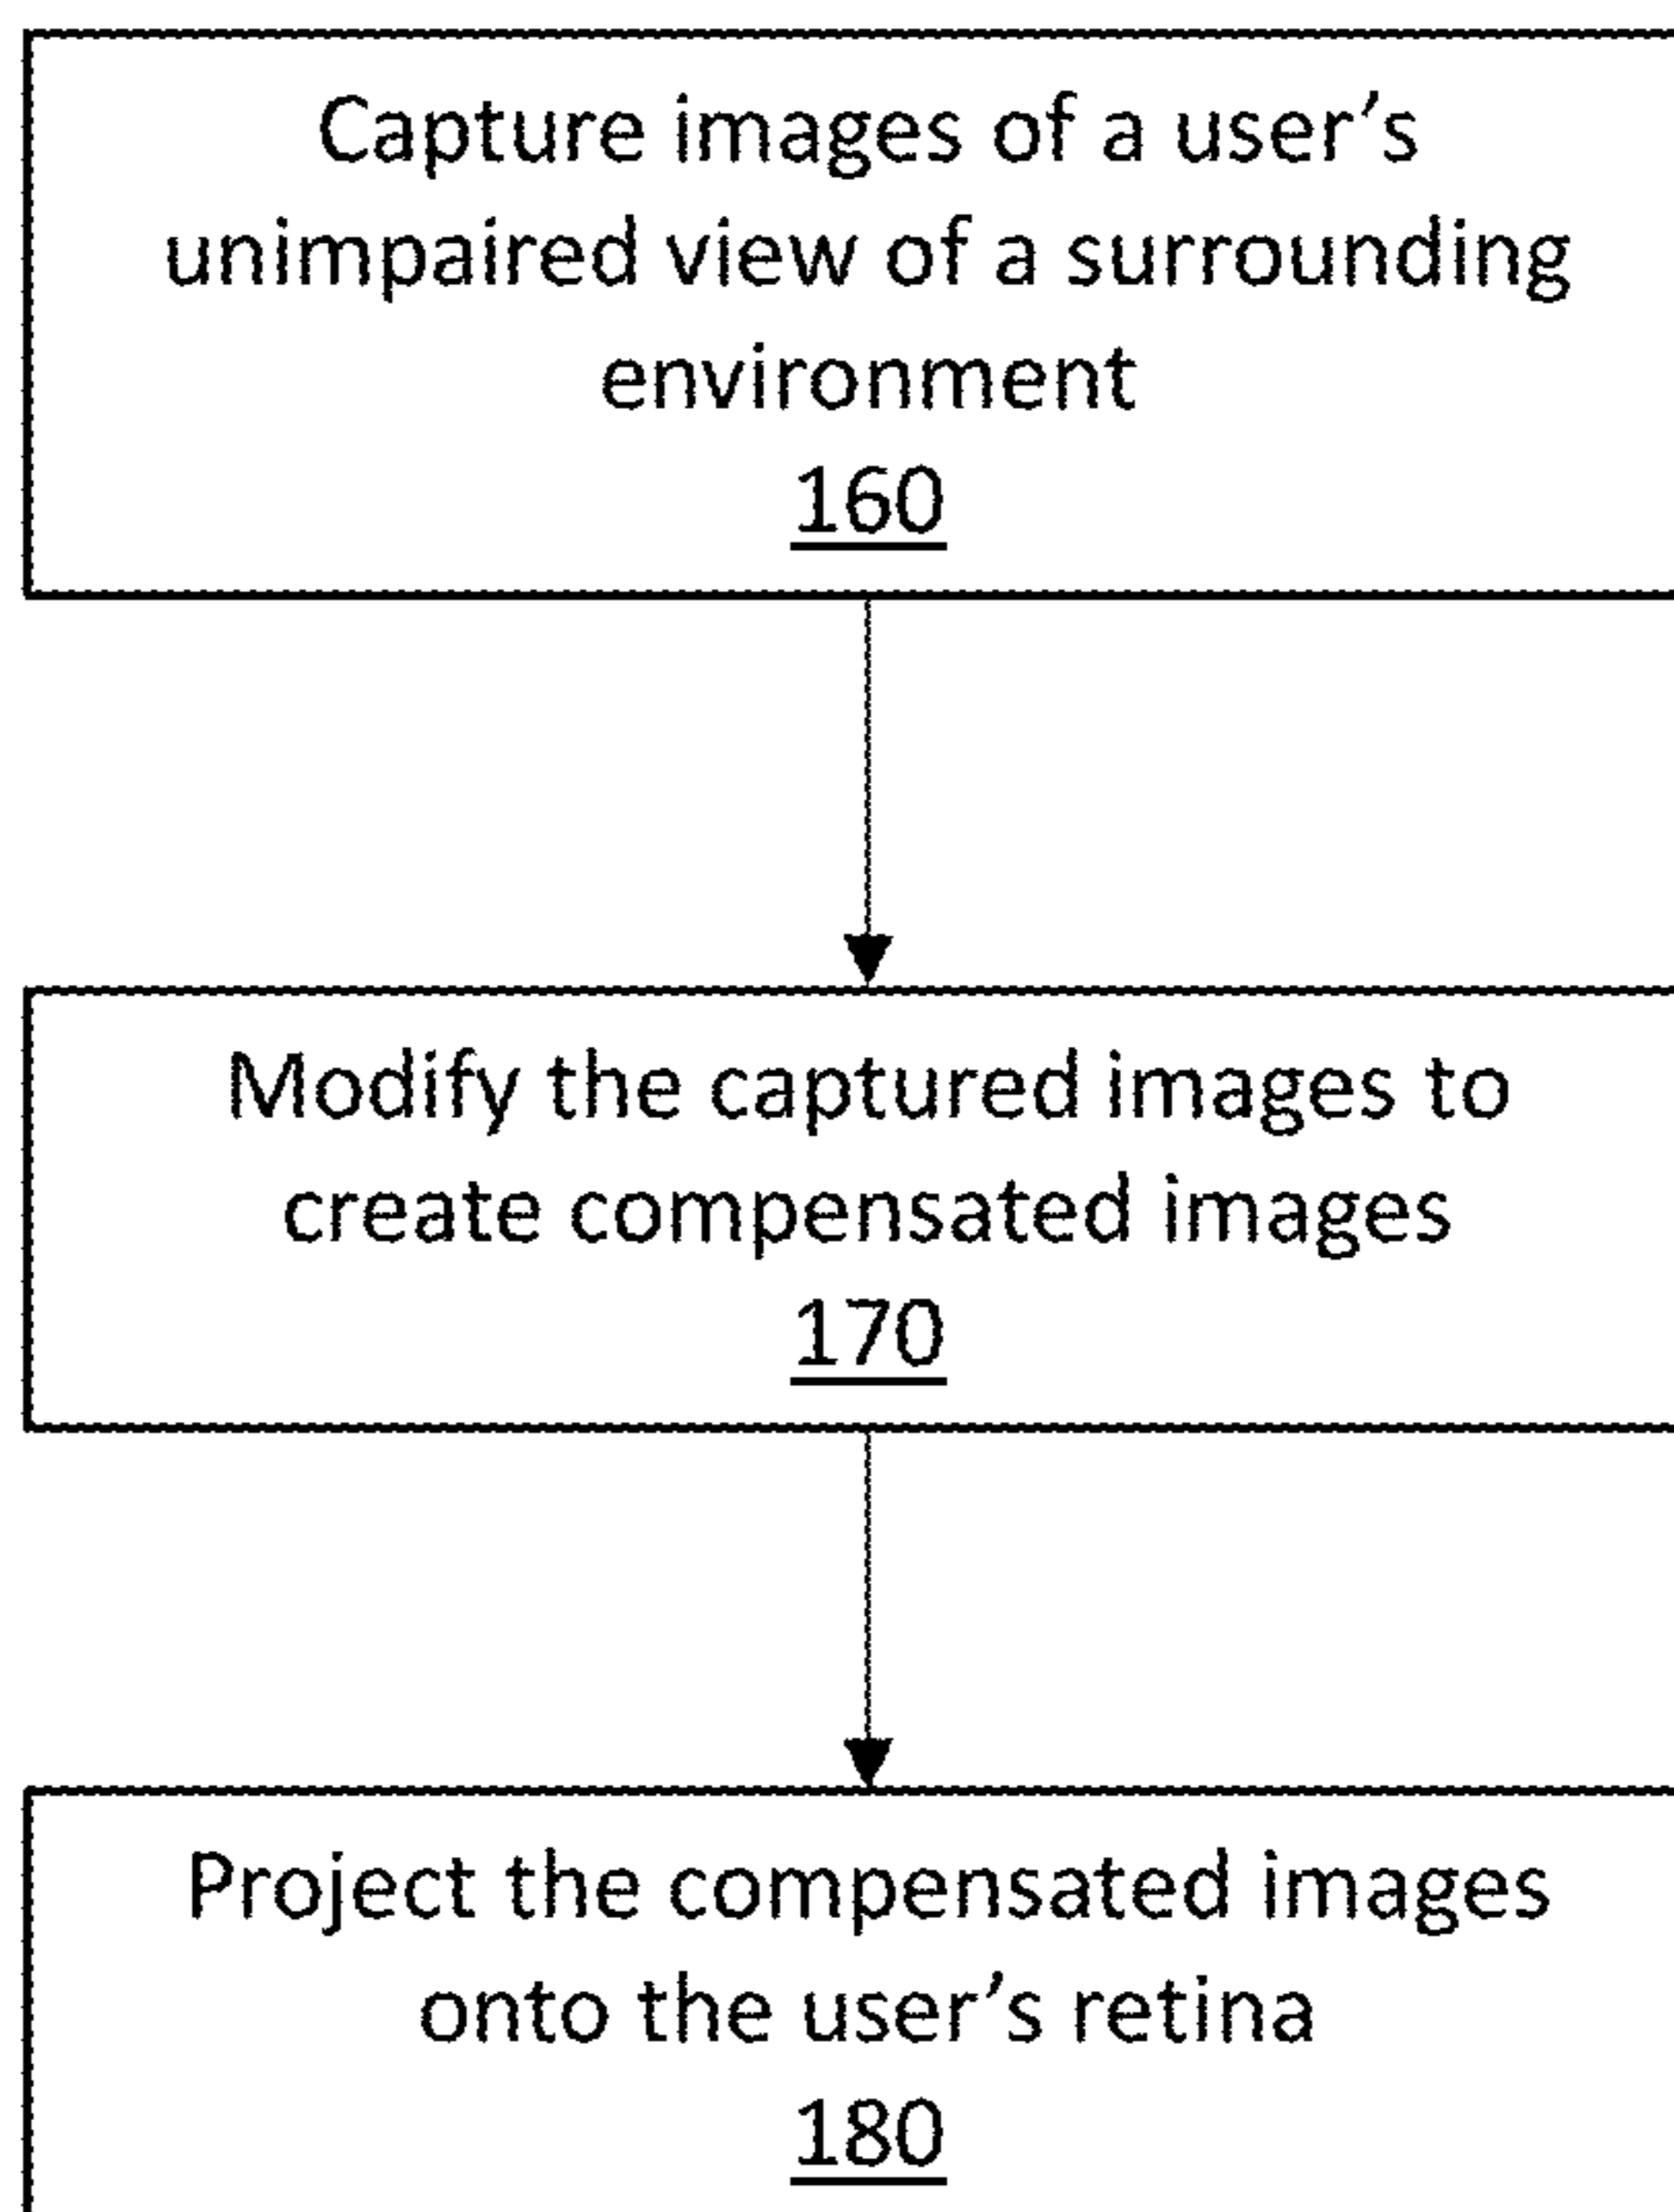 Capture images of a user’s
unimpaired view of a surrounding
environment
160
Modify the captured images to
create compensated images
170
Project the compensated images
onto the user’s retina
180